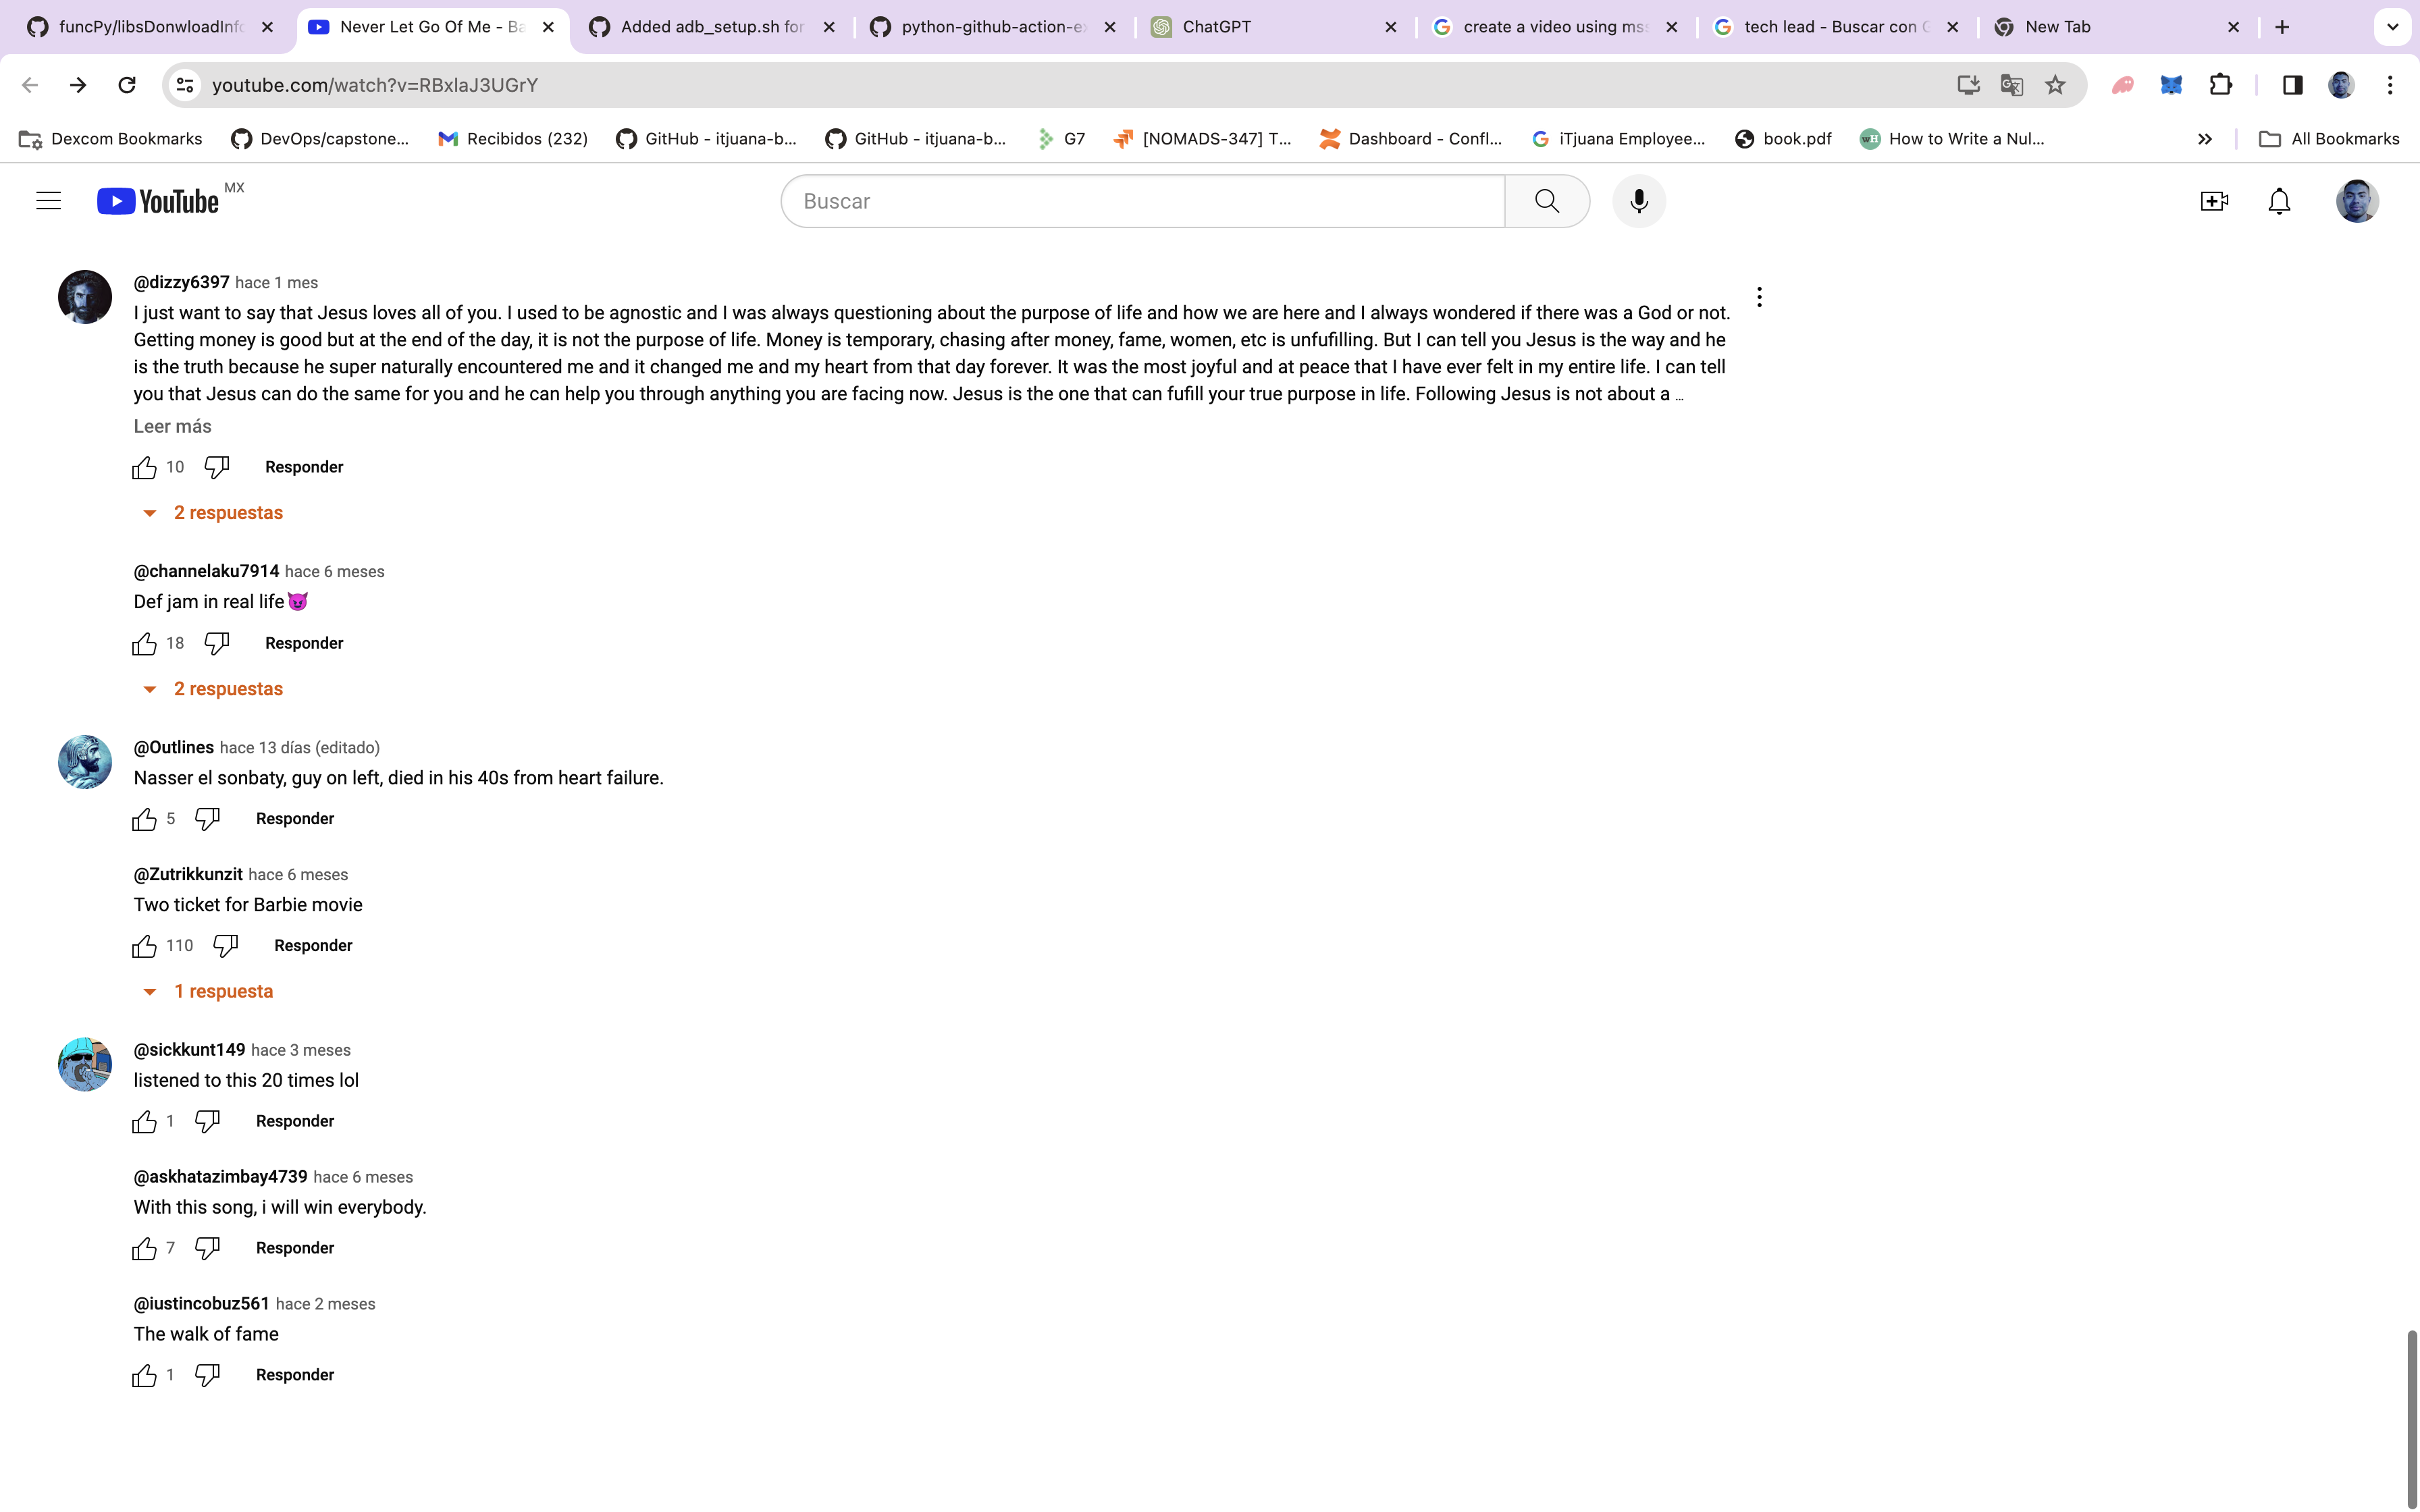 funcPy/libsDonwloadInfo
Never Let Go Of Me - Ba
Added adb_setup.sh for
python-github-action-ex
ChatGPT
create a video using mss
tech lead - Buscar con G
New Tab
youtube.com/watch?v=RBxlaJ3UGrY
Dexcom Bookmarks
DevOps/capstone...
Recibidos (232)
GitHub - itjuana-b...
GitHub - itjuana-b...
G7
[NOMADS-347] T...
Dashboard - Confl...
iTjuana Employee...
book.pdf
How to Write a Nul...
All Bookmarks
YouTube MX
Buscar
@dizzy6397 hace 1 mes
I just want to say that Jesus loves all of you. I used to be agnostic and I was always questioning about the purpose of life and how we are here and I always wondered if there was a God or not.
Getting money is good but at the end of the day, it is not the purpose of life. Money is temporary, chasing after money, fame, women, etc is unfufilling. But I can tell you Jesus is the way and he
is the truth because he super naturally encountered me and it changed me and my heart from that day forever. It was the most joyful and at peace that I have ever felt in my entire life. I can tell
you that Jesus can do the same for you and he can help you through anything you are facing now. Jesus is the one that can fufill your true purpose in life. Following Jesus is not about a ...
Leer más
10 Responder
2 respuestas
@channelaku7914 hace 6 meses
Def jam in real life😈
18 Responder
2 respuestas
@Outlines hace 13 días (editado)
Nasser el sonbaty, guy on left, died in his 40s from heart failure.
5 Responder
@Zutrikkunzit hace 6 meses
Two ticket for Barbie movie
110 Responder
1 respuesta
@sickkunt149 hace 3 meses
listened to this 20 times lol
1 Responder
@askhatazimbay4739 hace 6 meses
With this song, i will win everybody.
7 Responder
@iustincobuz561 hace 2 meses
The walk of fame
1 Responder